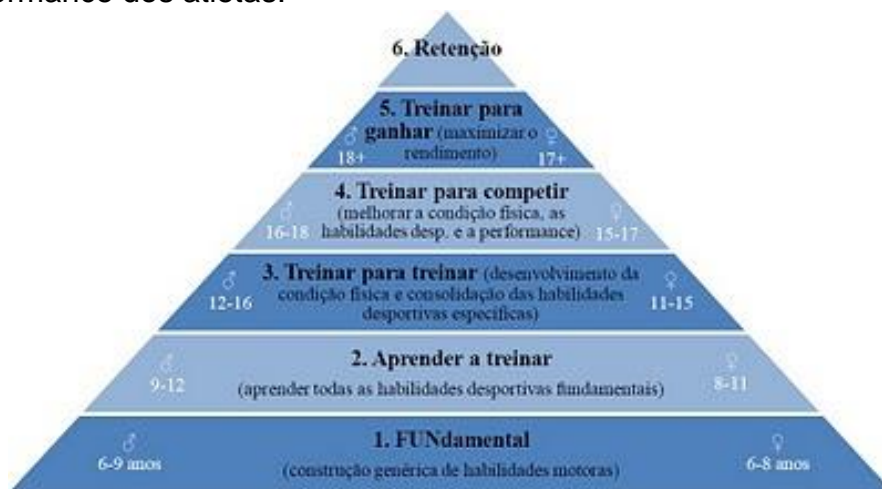 formance dos atletas.
6. Retenção
5. Treinar para
ganhar (maximizar o
rendimento)
♂
18+
♀
17+
4. Treinar para competir
(melhorar a condição física, as
habilidades desp. e a performance)
♂
16-18
♀
15-17
3. Treinar para treinar (desenvolvimento da
condição física e consolidação das habilidades
desportivas específicas)
♂
12-16
♀
11-15
2. Aprender a treinar
(aprender todas as habilidades desportivas fundamentais)
♂
9-12
♀
8-11
1. FUNdamental
(construção genérica de habilidades motoras)
♂
6-9 anos
♀
6-8 anos